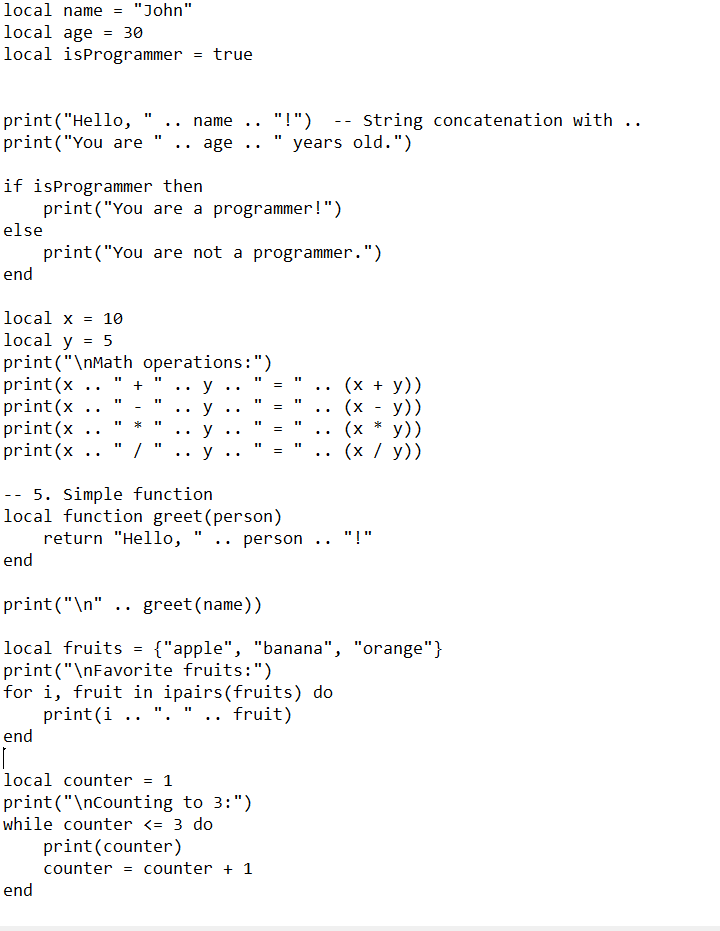 local name = "John"
local age = 30
local isProgrammer = true
print("Hello, " .. name .. "!")  -- String concatenation with ..
print("You are " .. age .. " years old.")
if isProgrammer then
    print("You are a programmer!")
else
    print("You are not a programmer.")
end
local x = 10
local y = 5
print("\nMath operations:")
print(x .. " + " .. y .. " = " .. (x + y))
print(x .. " - " .. y .. " = " .. (x - y))
print(x .. " * " .. y .. " = " .. (x * y))
print(x .. " / " .. y .. " = " .. (x / y))
-- 5. Simple function
local function greet(person)
    return "Hello, " .. person .. "!"
end
print("\n" .. greet(name))
local fruits = {"apple", "banana", "orange"}
print("\nFavorite fruits:")
for i, fruit in ipairs(fruits) do
    print(i .. ". " .. fruit)
end
local counter = 1
print("\nCounting to 3:")
while counter <= 3 do
    print(counter)
    counter = counter + 1
end